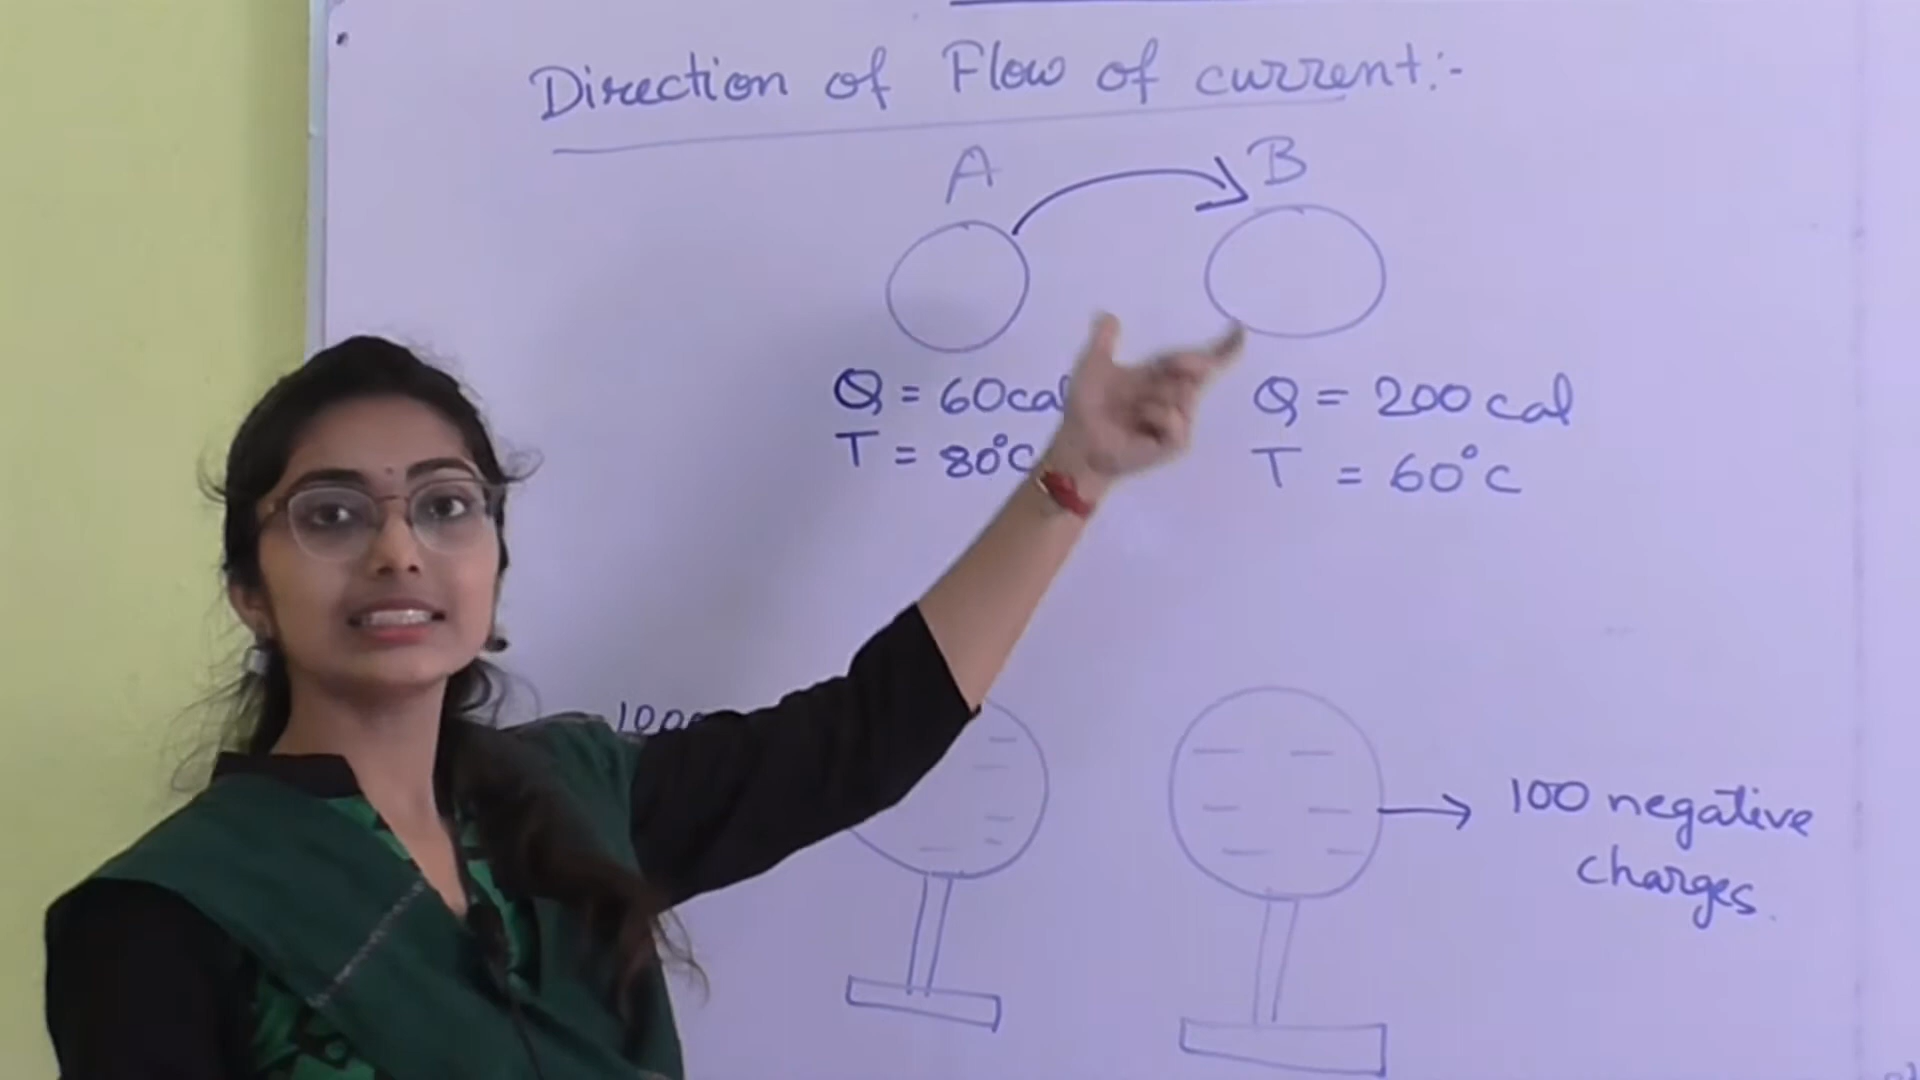 Direction of Flow of current:-
A
B
Q = 60cal
T = 80°C
Q = 200 cal
T = 60°C
100 negative
charges.